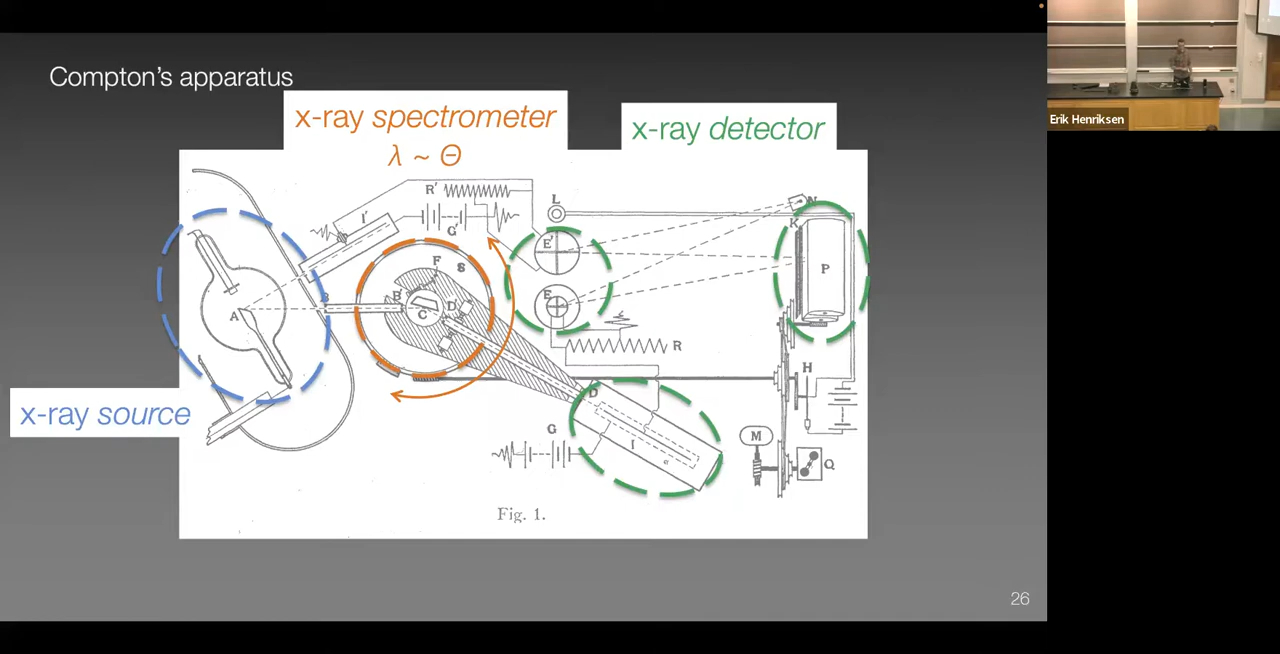 Compton's apparatus
x-ray spectrometer
λ ~ Θ
x-ray detector
x-ray source
Erik Henriksen
R'
I'
G'
L
N
K
P
E'
E
F
S
A
B
B'
C
D'
R
D
I
G
H
M
Q
Fig. 1.
26